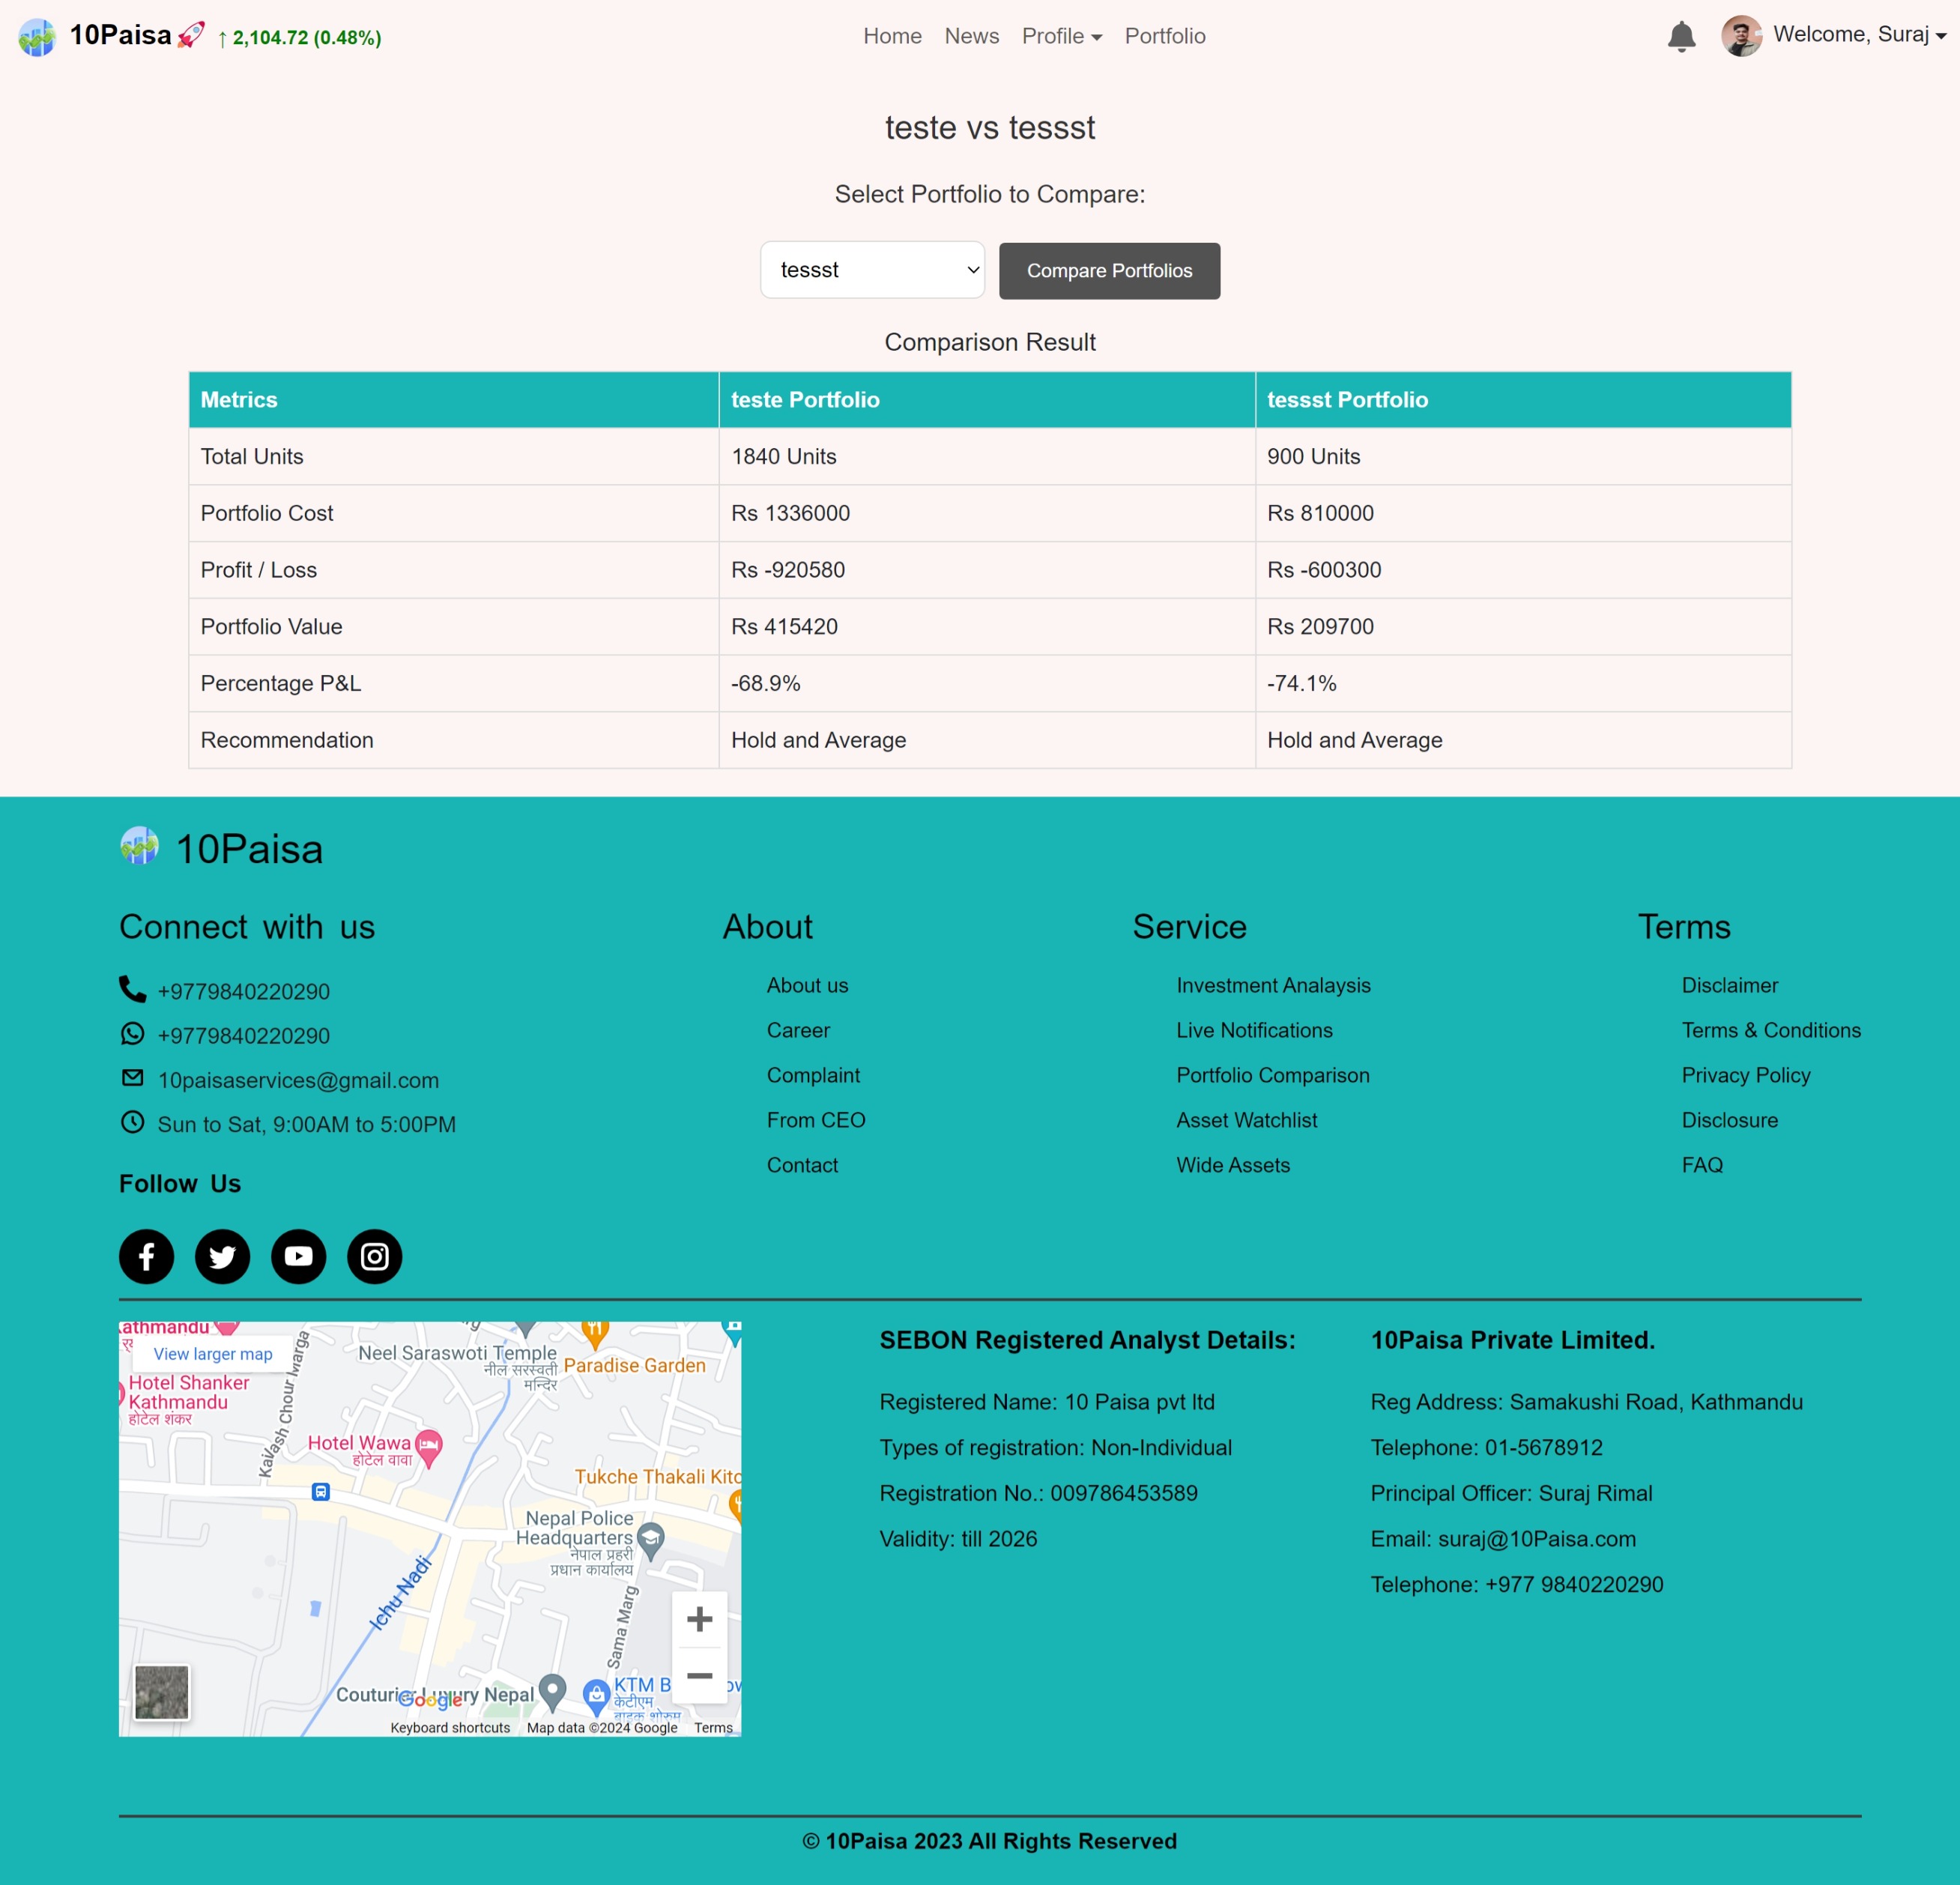 10Paisa🚀 ↑ 2,104.72 (0.48%)
Home News Profile Portfolio
Welcome, Suraj
teste vs tessst
Select Portfolio to Compare:
tessst
Compare Portfolios
Comparison Result
Metrics teste Portfolio tessst Portfolio
Total Units 1840 Units 900 Units
Portfolio Cost Rs 1336000 Rs 810000
Profit / Loss Rs -920580 Rs -600300
Portfolio Value Rs 415420 Rs 209700
Percentage P&L -68.9% -74.1%
Recommendation Hold and Average Hold and Average
10Paisa
Connect with us
+9779840220290
+9779840220290
10paisaservices@gmail.com
Sun to Sat, 9:00AM to 5:00PM
Follow Us
About
About us
Career
Complaint
From CEO
Contact
Service
Investment Analaysis
Live Notifications
Portfolio Comparison
Asset Watchlist
Wide Assets
Terms
Disclaimer
Terms & Conditions
Privacy Policy
Disclosure
FAQ
View larger map
Neel Saraswoti Temple
नील सरस्वती
मन्दिर
Paradise Garden
Hotel Shanker
Kathmandu
होटेल शंकर
Kailash Chour Marga
Hotel Wawa
होटेल वावा
Tukche Thakali
Nepal Police
Headquarters
नेपाल प्रहरी
प्रधान कार्यालय
Ichu Nadi
Sama Marg
Nepal
KTM
केटीएम
Google
Keyboard shortcuts Map data ©2024 Google Terms
SEBON Registered Analyst Details:
Registered Name: 10 Paisa pvt ltd
Types of registration: Non-Individual
Registration No.: 009786453589
Validity: till 2026
10Paisa Private Limited.
Reg Address: Samakushi Road, Kathmandu
Telephone: 01-5678912
Principal Officer: Suraj Rimal
Email: suraj@10Paisa.com
Telephone: +977 9840220290
© 10Paisa 2023 All Rights Reserved